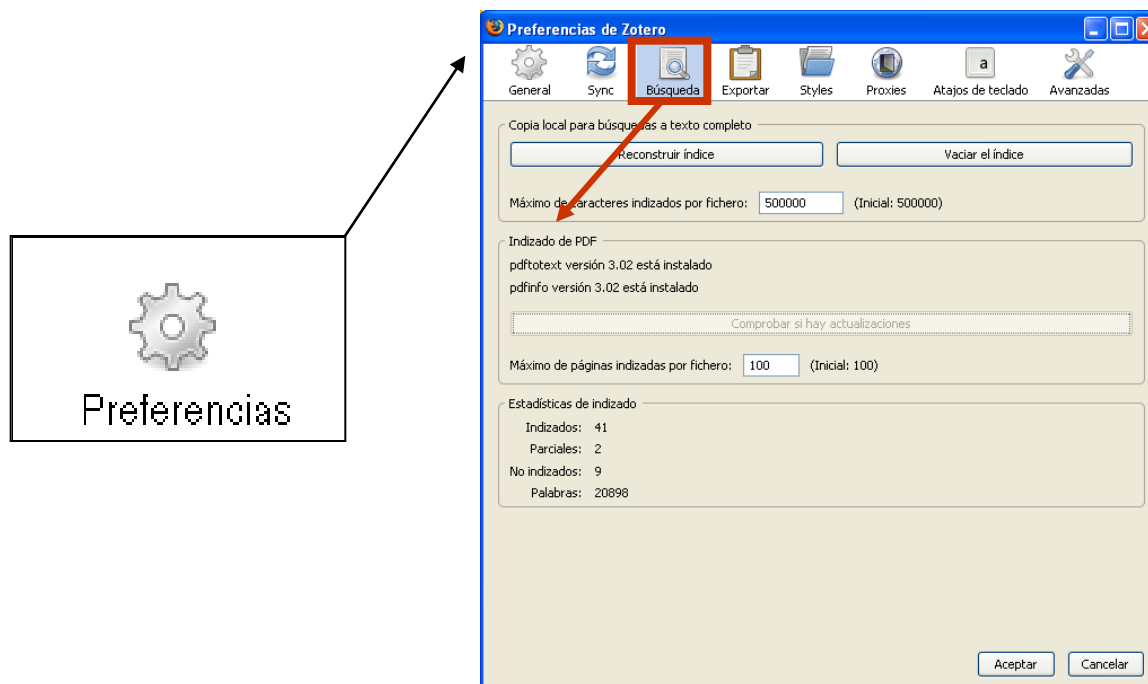 Preferencias
Preferencias de Zotero
General Sync Búsqueda Exportar Styles Proxies a Atajos de teclado Avanzadas
Copia local para búsquedas a texto completo
Reconstruir índice Vaciar el índice
Máximo de caracteres indizados por fichero: 500000 (Inicial: 500000)
Indizado de PDF
pdftotext versión 3.02 está instalado
pdfinfo versión 3.02 está instalado
Comprobar si hay actualizaciones
Máximo de páginas indizadas por fichero: 100 (Inicial: 100)
Estadísticas de indizado
Indizados: 41
Parciales: 2
No indizados: 9
Palabras: 20898
Aceptar Cancelar